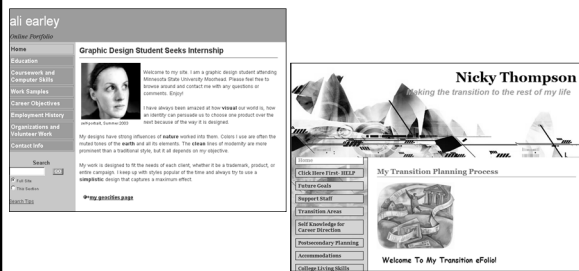 ali earley
Online Portfolio
Home
Education
Coursework and
Computer Skills
Work Samples
Career Objectives
Employment History
Organizations and
Volunteer Work
Contact Info
Search
GO
Full Site
This Section
Search Tips
Graphic Design Student Seeks Internship
self-portrait, Summer 2003
Welcome to my site. I am a graphic design student attending
Minnesota State University Moorhead. Please feel free to
browse around and contact me with any questions or
comments. Enjoy!
I have always been amazed at how visual our world is, how
an identity can persuade us to choose one product over the
next because of the way it is designed.
My designs have strong influences of nature worked into them. Colors I use are often the
muted tones of the earth and all its elements. The clean lines of modernity are more
prominent than a traditional style, but it all depends on my objective.
My work is designed to fit the needs of each client, whether it be a trademark, product, or
entire campaign. I keep up with styles popular of the time and always try to use a
simplistic design that captures a maximum effect.
my geocities page
Nicky Thompson
Making the transition to the rest of my life
Home
Click Here First- HELP
Future Goals
Support Staff
Transition Areas
Self Knowledge for
Career Direction
Postsecondary Planning
Accommodations
College Living Skills
My Transition Planning Process
Welcome To My Transition eFolio!